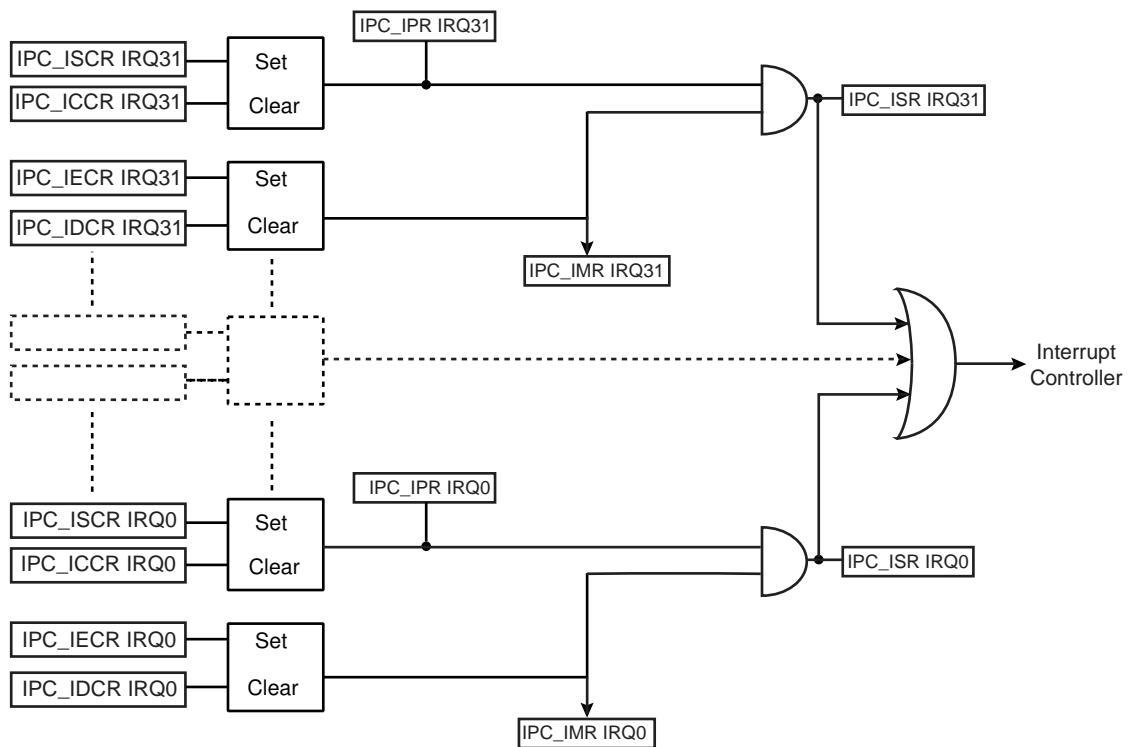 IPC_IPR IRQ31
IPC_ISCR IRQ31
Set
IPC_ICCR IRQ31
Clear
IPC_ISR IRQ31
IPC_IECR IRQ31
Set
IPC_IDCR IRQ31
Clear
IPC_IMR IRQ31
Interrupt
Controller
IPC_IPR IRQ0
IPC_ISCR IRQ0
Set
IPC_ICCR IRQ0
Clear
IPC_ISR IRQ0
IPC_IECR IRQ0
Set
IPC_IDCR IRQ0
Clear
IPC_IMR IRQ0